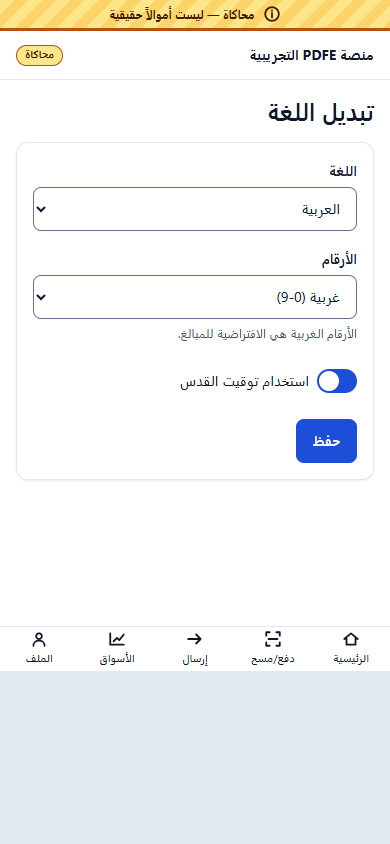 محاكاة — ليست أموالاً حقيقية
منصة PDFE التجريبية
محاكاة
تبديل اللغة
اللغة
العربية
الأرقام
غربية (0-9)
الأرقام الغربية هي الافتراضية للمبالغ.
استخدام توقيت القدس
حفظ
الرئيسية
دفع/مسح
إرسال
الأسواق
الملف